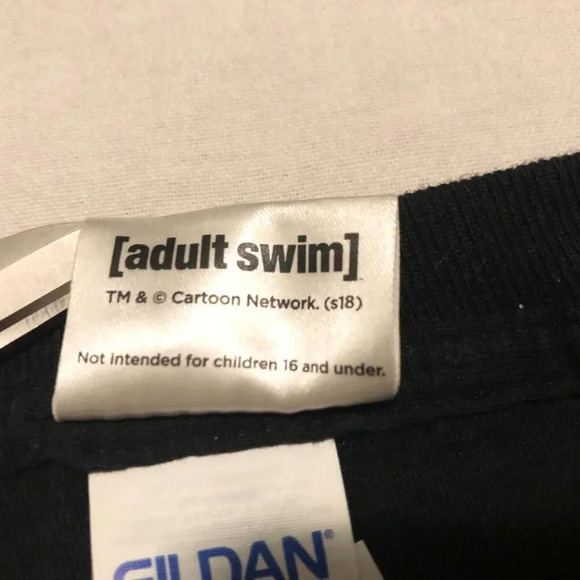 [adult swim]
TM & © Cartoon Network. (s18)
Not intended for children 16 and under.
GILDAN®